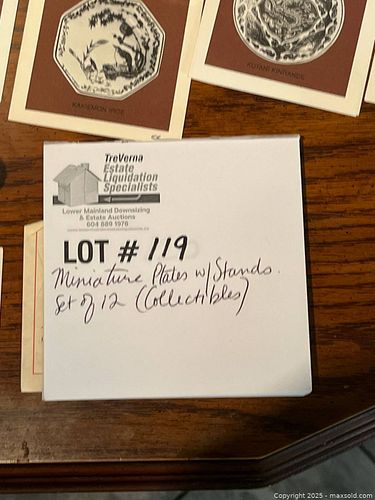 KAKIEMON VASE
KUTANI KINRANDE
TreVerna
Estate
Liquidation
Specialists
Lower Mainland Downsizing
& Estate Auctions
604 889 1976
LOT # 119
Miniature Plates w/Stands.
Set of 12 (Collectibles)
Copyright 2025 - maxsold.com